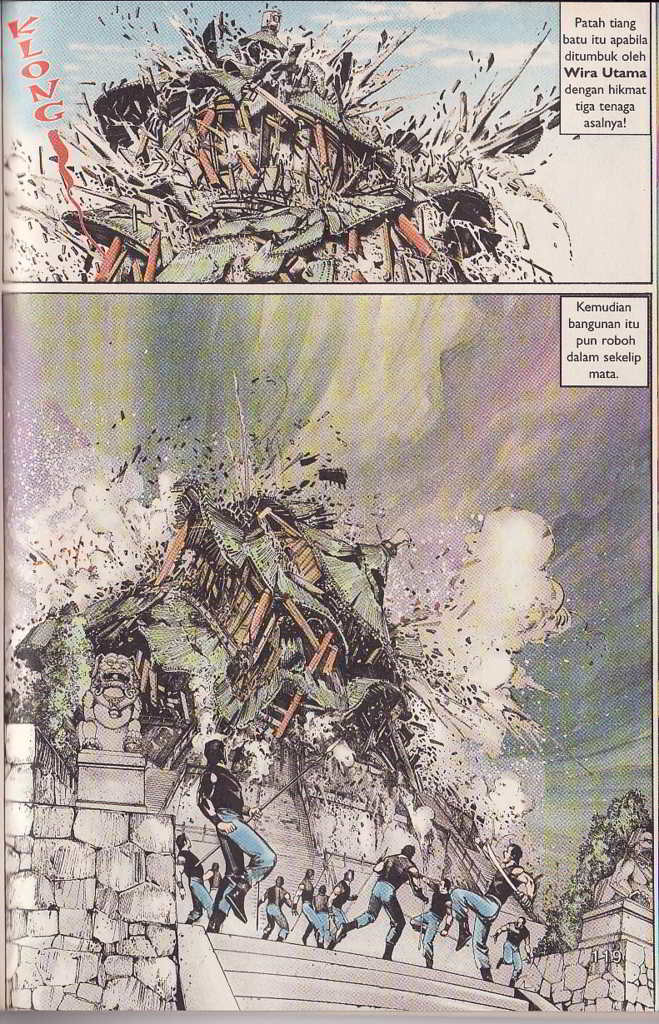 KLONG
Patah tiang
batu itu apabila
ditumbuk oleh
Wira Utama
dengan hikmat
tiga tenaga
asalnya!
Kemudian
bangunan itu
pun roboh
dalam sekelip
mata.
119